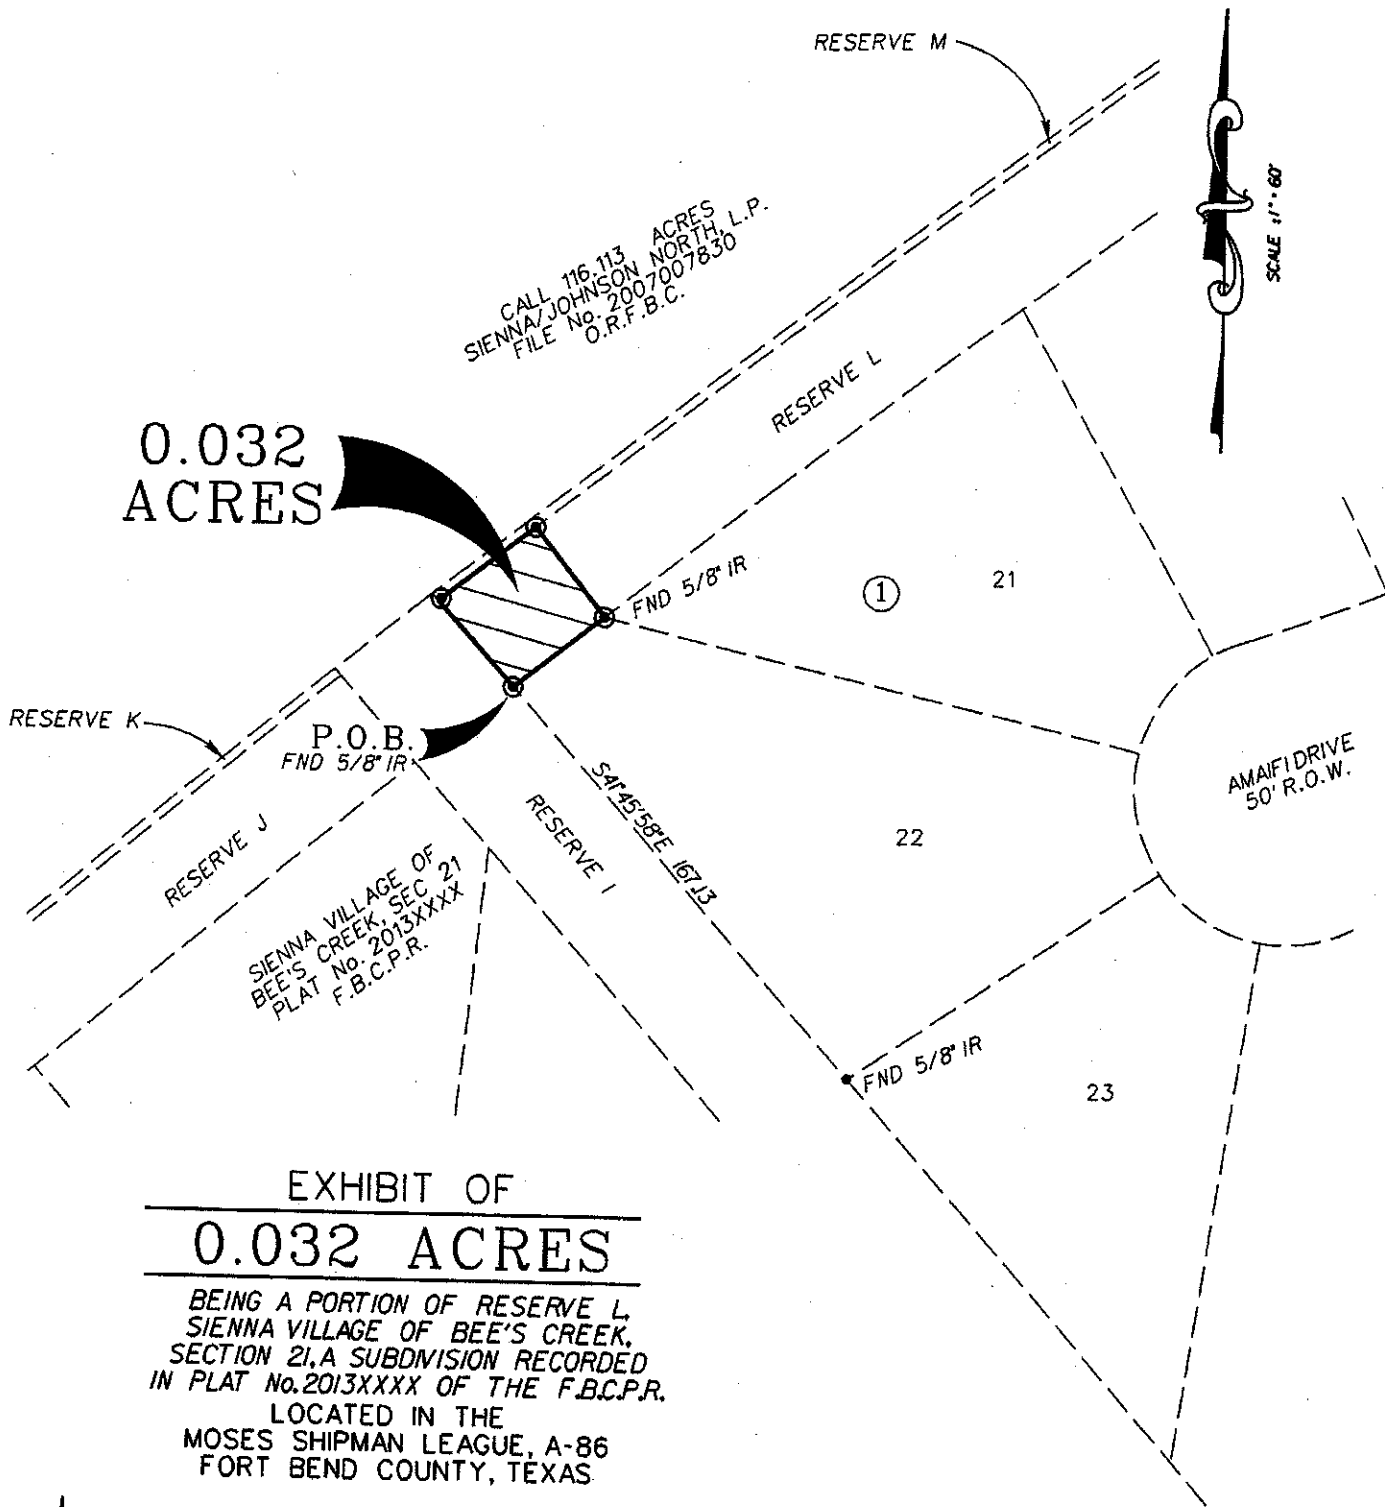 RESERVE M
SCALE :1"=60'
CALL 116.113 ACRES
SIENNA/JOHNSON NORTH, L.P.
FILE No. 2007007830
O.R.F.B.C.
RESERVE L
0.032
ACRES
FND 5/8" IR
1
21
RESERVE K
P.O.B.
FND 5/8" IR
S41°45'58"E 167.13
AMAIFI DRIVE
50' R.O.W.
RESERVE J
RESERVE I
22
SIENNA VILLAGE OF
BEE'S CREEK, SEC 21
PLAT No. 2013XXXX
F.B.C.P.R.
FND 5/8" IR
23
EXHIBIT OF
0.032 ACRES
BEING A PORTION OF RESERVE L,
SIENNA VILLAGE OF BEE'S CREEK,
SECTION 21, A SUBDIVISION RECORDED
IN PLAT No. 2013XXXX OF THE F.B.C.P.R.
LOCATED IN THE
MOSES SHIPMAN LEAGUE, A-86
FORT BEND COUNTY, TEXAS